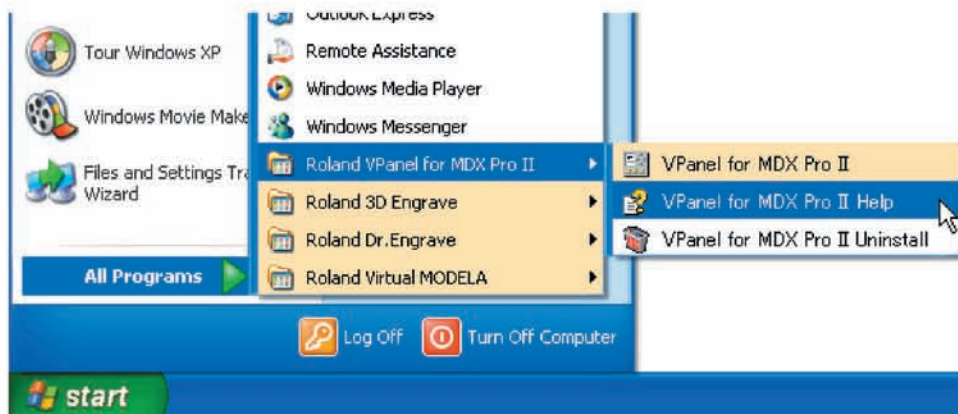 Tour Windows XP
Windows Movie Make
Files and Settings Tra
Wizard
All Programs
Outlook Express
Remote Assistance
Windows Media Player
Windows Messenger
Roland VPanel for MDX Pro II
Roland 3D Engrave
Roland Dr.Engrave
Roland Virtual MODELA
VPanel for MDX Pro II
VPanel for MDX Pro II Help
VPanel for MDX Pro II Uninstall
Log Off
Turn Off Computer
start